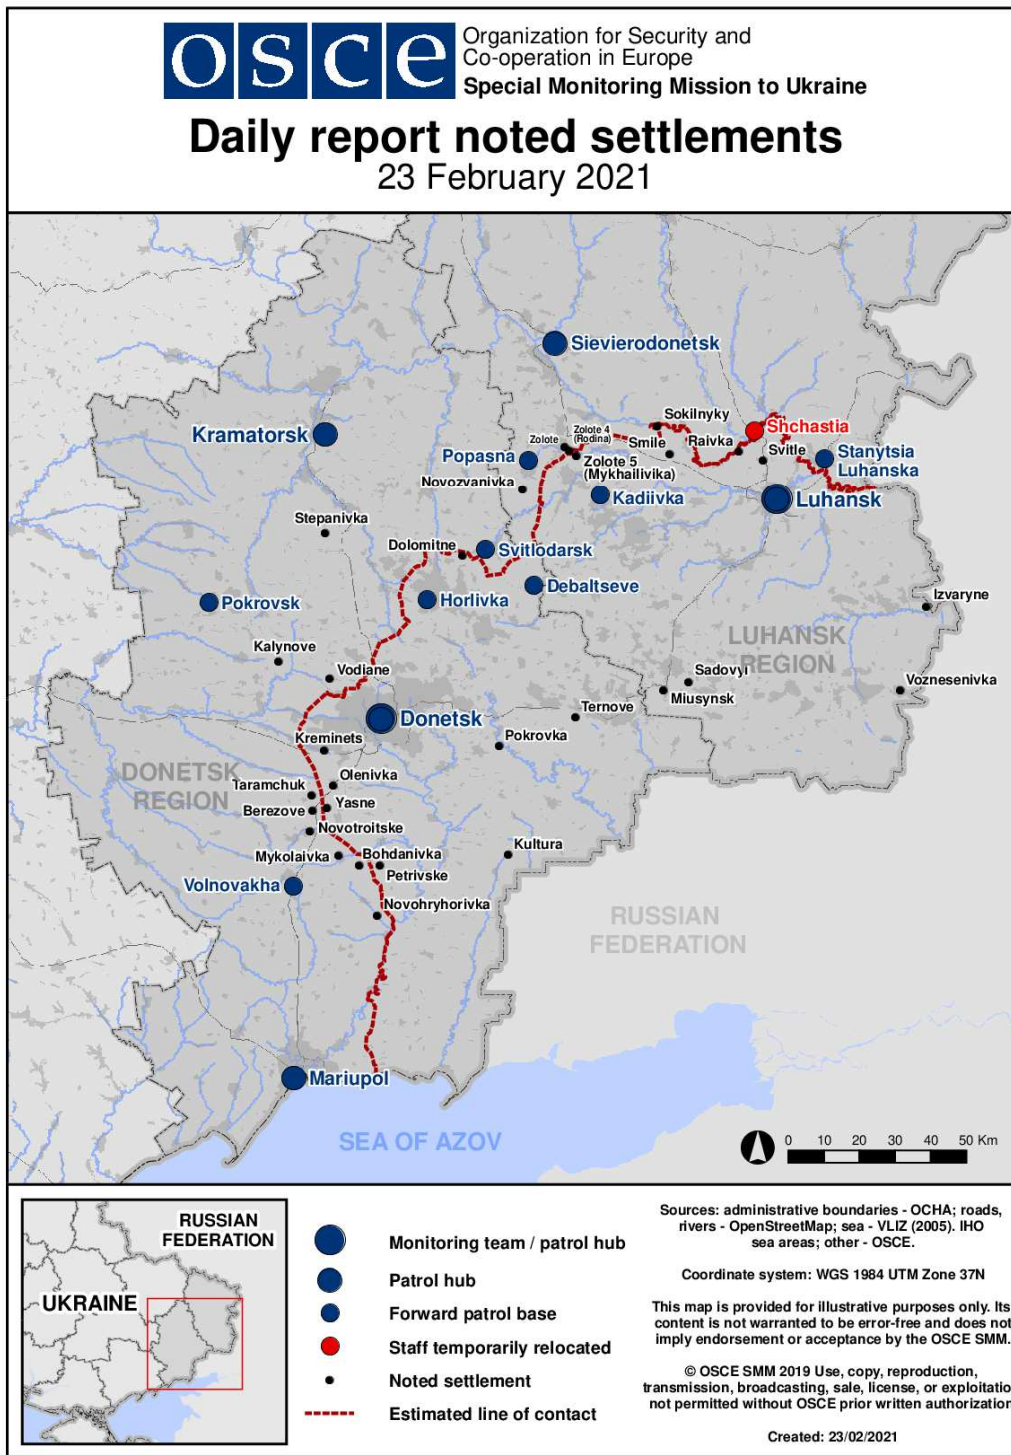 osce
Organization for Security and
Co-operation in Europe
Special Monitoring Mission to Ukraine
Daily report noted settlements
23 February 2021
Sievierodonetsk
Sokilnyky
Shchastia
Kramatorsk
Zolote 4
(Rodina)
Zolote
Smile
Raivka
Svitle
Stanytsia
Luhanska
Popasna
Zolote 5
(Mykhailivika)
Novozvanivka
Kadiivka
Luhansk
Stepanivka
Dolomitne
Svitlodarsk
Debaltseve
Izvaryne
Pokrovsk
Horlivka
LUHANSK
REGION
Kalynove
Vodiane
Sadovyi
Voznesenivka
Miusynsk
Ternove
Donetsk
Kreminets
Pokrovka
DONETSK
REGION
Olenivka
Taramchuk
Yasne
Berezove
Novotroitske
Mykolaivka
Bohdanivka
Kultura
Petrivske
Volnovakha
Novohryhorivka
RUSSIAN
FEDERATION
Mariupol
SEA OF AZOV
0 10 20 30 40 50 Km
RUSSIAN
FEDERATION
UKRAINE
Monitoring team / patrol hub
Patrol hub
Forward patrol base
Staff temporarily relocated
Noted settlement
Estimated line of contact
Sources: administrative boundaries - OCHA; roads,
rivers - OpenStreetMap; sea - VLIZ (2005). IHO
sea areas; other - OSCE.
Coordinate system: WGS 1984 UTM Zone 37N
This map is provided for illustrative purposes only. Its
content is not warranted to be error-free and does not
imply endorsement or acceptance by the OSCE SMM.
© OSCE SMM 2019 Use, copy, reproduction,
transmission, broadcasting, sale, license, or exploitatio
not permitted without OSCE prior written authorization
Created: 23/02/2021